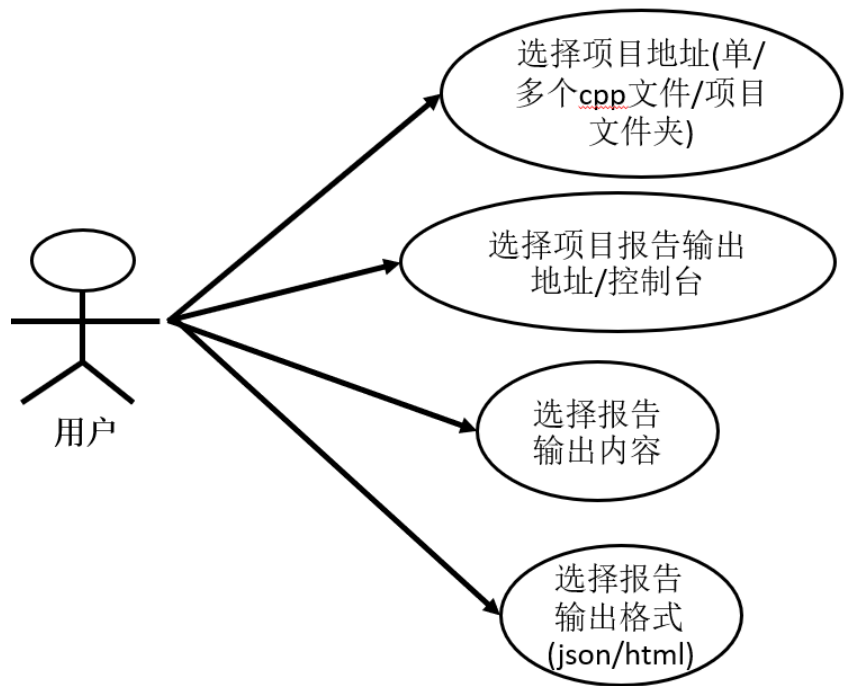 选择项目地址(单/
多个cpp文件/项目
文件夹)
选择项目报告输出
地址/控制台
用户
选择报告
输出内容
选择报告
输出格式
(json/html)